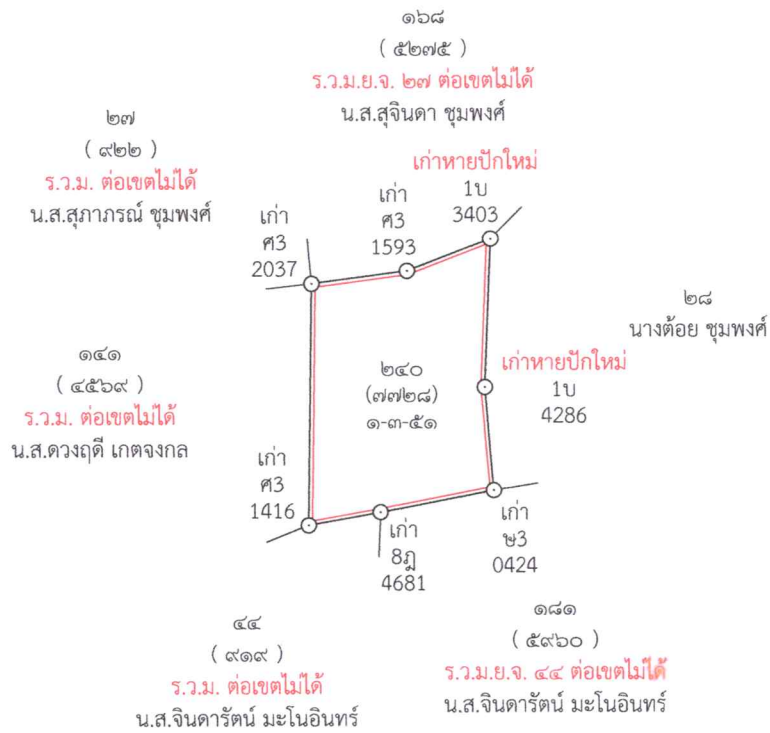 ๑๖๘
( ๕๒๗๕ )
ร.ว.ม.ย.จ. ๒๗ ต่อเขตไม่ได้
น.ส.สุจินดา ชุมพงศ์
๒๗
( ๙๒๒ )
ร.ว.ม. ต่อเขตไม่ได้
น.ส.สุภาภรณ์ ชุมพงศ์
เก่าหายปักใหม่
1บ
3403
เก่า
ศ3
1593
เก่า
ศ3
2037
๒๘
นางต้อย ชุมพงศ์
๑๔๑
( ๔๕๖๙ )
ร.ว.ม. ต่อเขตไม่ได้
น.ส.ดวงฤดี เกตจงกล
๒๔๐
(๗๗๒๘)
๑-๓-๕๑
เก่าหายปักใหม่
1บ
4286
เก่า
ศ3
1416
เก่า
8ฎ
4681
เก่า
ษ3
0424
๔๔
( ๙๑๙ )
ร.ว.ม. ต่อเขตไม่ได้
น.ส.จินดารัตน์ มะโนอินทร์
๑๘๑
( ๕๙๖๐ )
ร.ว.ม.ย.จ. ๔๔ ต่อเขตไม่ได้
น.ส.จินดารัตน์ มะโนอินทร์